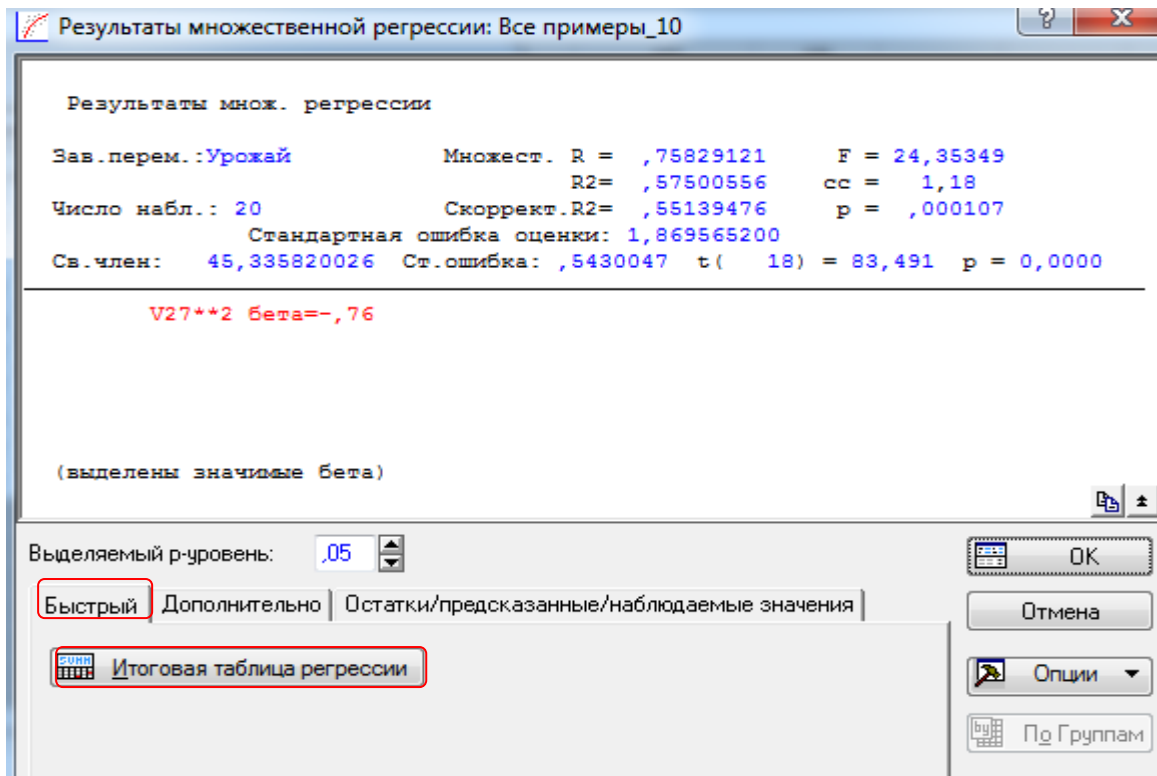 Результаты множественной регрессии: Все примеры_10
Результаты множ. регрессии
Зав.перем.:Урожай Множест. R = ,75829121 F = 24,35349
R2= ,57500556 cc = 1,18
Число набл.: 20 Скоррект.R2= ,55139476 p = ,000107
Стандартная ошибка оценки: 1,869565200
Св.член: 45,335820026 Ст.ошибка: ,5430047 t( 18) = 83,491 p = 0,0000
V27**2 бета=-,76
(выделены значимые бета)
Выделяемый p-уровень: ,05
OK
Быстрый Дополнительно Остатки/предсказанные/наблюдаемые значения
Отмена
SUMM Итоговая таблица регрессии
Опции
По Группам